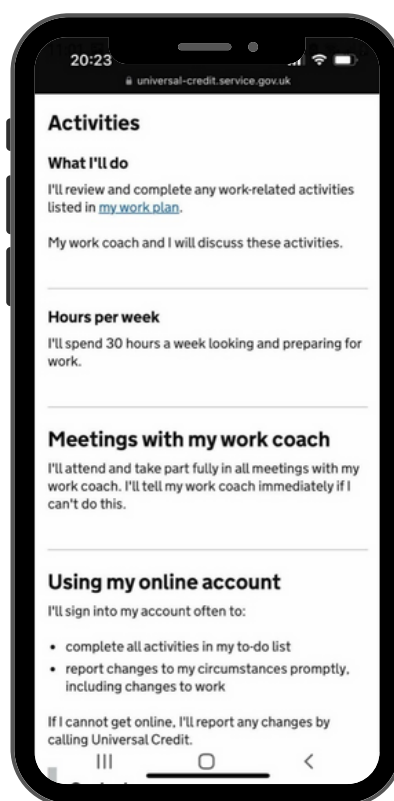 20:23
universal-credit.service.gov.uk
Activities
What I'll do
I'll review and complete any work-related activities
listed in my work plan.
My work coach and I will discuss these activities.
Hours per week
I'll spend 30 hours a week looking and preparing for
work.
Meetings with my work coach
I'll attend and take part fully in all meetings with my
work coach. I'll tell my work coach immediately if I
can't do this.
Using my online account
I'll sign into my account often to:
• complete all activities in my to-do list
• report changes to my circumstances promptly,
including changes to work
If I cannot get online, I'll report any changes by
calling Universal Credit.